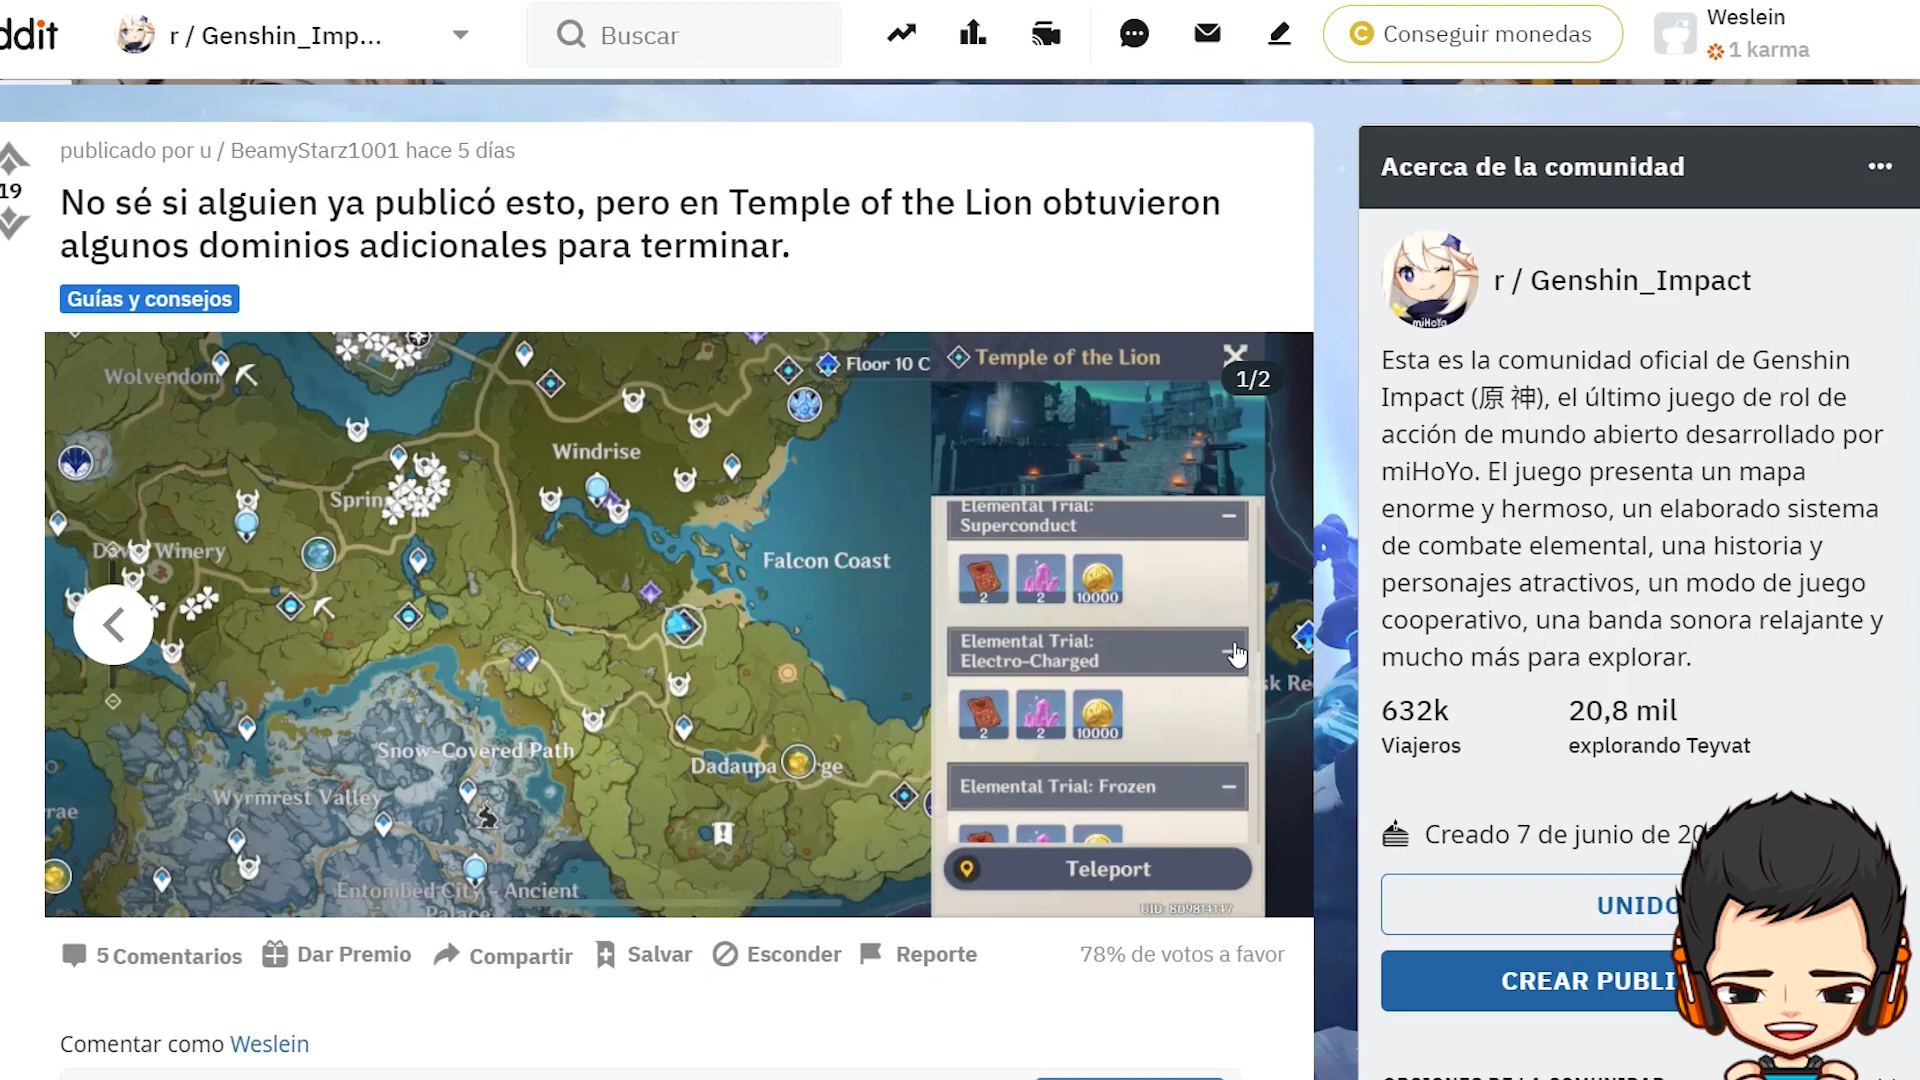 ddit
r / Genshin_Imp...
Buscar
Conseguir monedas
Weslein
1 karma
publicado por u / BeamyStarz1001 hace 5 días
19
No sé si alguien ya publicó esto, pero en Temple of the Lion obtuvieron
algunos dominios adicionales para terminar.
Guías y consejos
Wolvendom
Floor 10 C
Windrise
Spring
Winery
Falcon Coast
Snow-Covered Path
Dadaupa
ge
Wyrmrest Valley
rae
Entombed City - Ancient
Palace
sk Re
Temple of the Lion
1/2
Elemental Trial:
Superconduct
2
2
10000
Elemental Trial:
Electro-Charged
2
2
10000
Elemental Trial: Frozen
Teleport
UID: 809814147
5 Comentarios
Dar Premio
Compartir
Salvar
Esconder
Reporte
78% de votos a favor
Comentar como Weslein
Acerca de la comunidad
miHoYo
r / Genshin_Impact
Esta es la comunidad oficial de Genshin
Impact (原 神), el último juego de rol de
acción de mundo abierto desarrollado por
miHoYo. El juego presenta un mapa
enorme y hermoso, un elaborado sistema
de combate elemental, una historia y
personajes atractivos, un modo de juego
cooperativo, una banda sonora relajante y
mucho más para explorar.
632k
Viajeros
20,8 mil
explorando Teyvat
Creado 7 de junio de 20
UNIDO
CREAR PUBLI